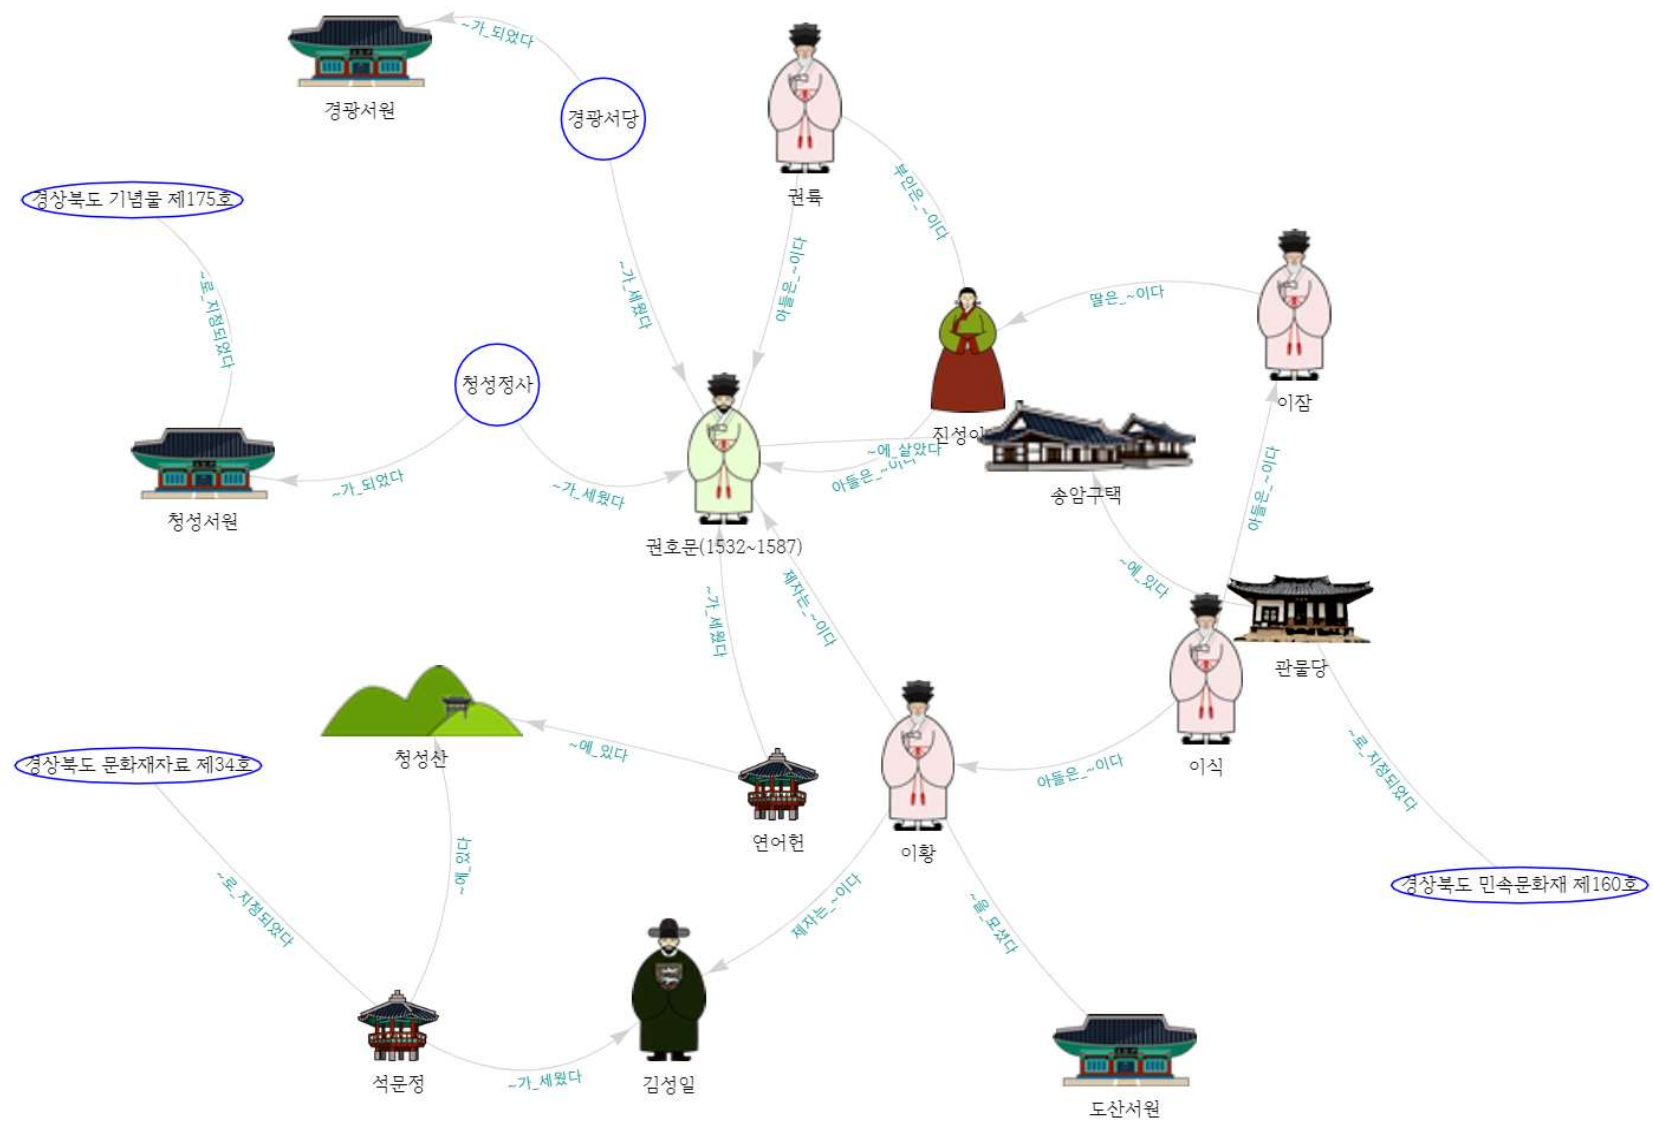 ~가_되었다
경광서원
경광서당
권륵
경상북도 기념물 제175호
부인은_~이다
~로_지정되었다
~가_세웠다
아들은_~이다
딸은_~이다
이잠
청성정사
진성이
~에_살았다
아들은_~이다
송암구택
~가_되었다
~가_세웠다
청성서원
권호문(1532~1587)
아들은_~이다
~가_세웠다
제자는_~이다
~에_있다
관물당
청성산
~에_있다
경상북도 문화재자료 제34호
이식
아들은_~이다
~로_지정되었다
연어헌
이황
~에_있다
경상북도 민속문화재 제160호
~로_지정되었다
제자는_~이다
~을_모셨다
석문정
~가_세웠다
김성일
도산서원